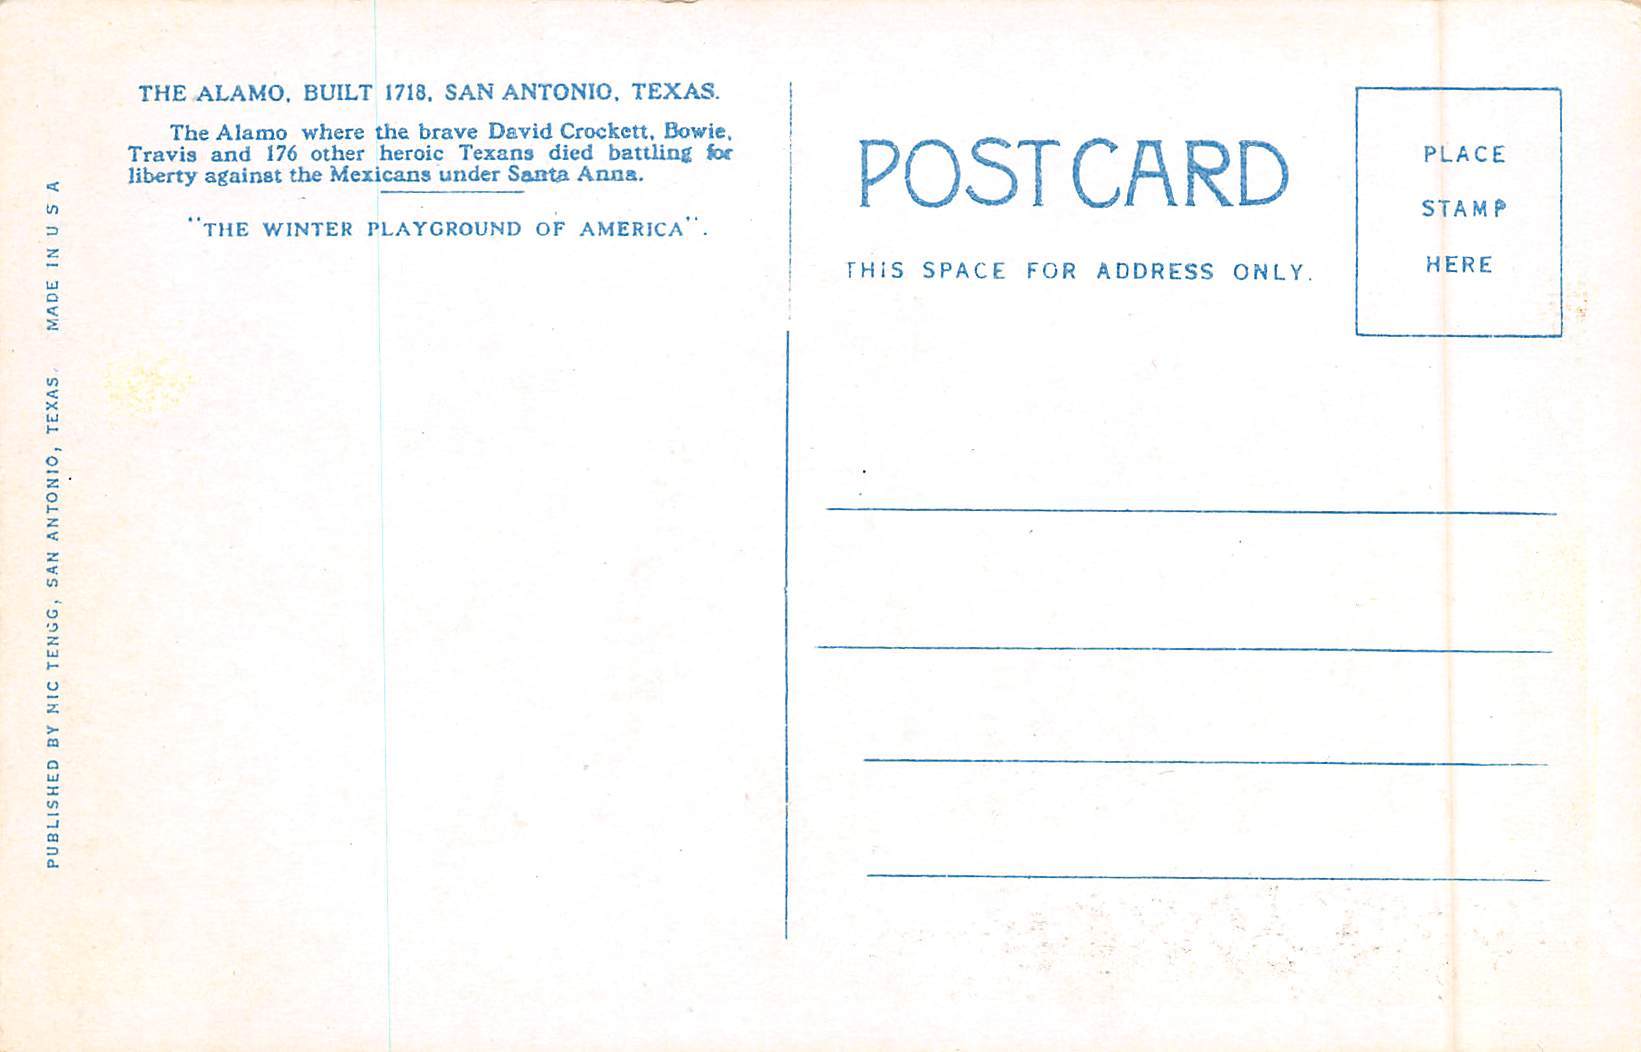 THE ALAMO, BUILT 1718, SAN ANTONIO, TEXAS.
The Alamo where the brave David Crockett, Bowie,
Travis and 176 other heroic Texans died battling for
liberty against the Mexicans under Santa Anna.
"THE WINTER PLAYGROUND OF AMERICA".
PUBLISHED BY NIC TENGG, SAN ANTONIO, TEXAS. MADE IN U S A
POST CARD
THIS SPACE FOR ADDRESS ONLY.
PLACE
STAMP
HERE